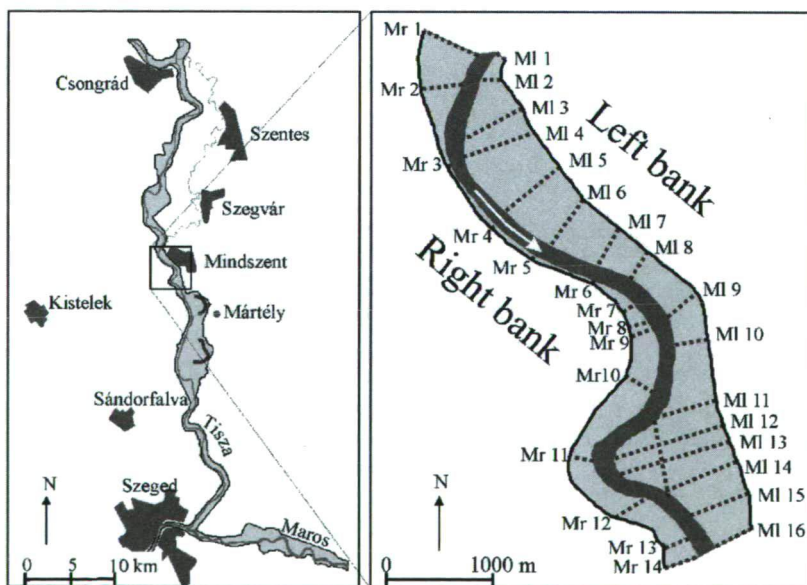 Csongrád
Szentes
Szegvár
Mindszent
Kistelek
Mártély
Sándorfalva
Tisza
Szeged
Maros
N
0 5 10 km
Mr 1
Mr 2
Mr 3
Mr 4
Mr 5
Mr 6
Mr 7
Mr 8
Mr 9
Mr10
Mr 11
Mr 12
Mr 13
Mr 14
Ml 1
Ml 2
Ml 3
Ml 4
Ml 5
Ml 6
Ml 7
Ml 8
Ml 9
Ml 10
Ml 11
Ml 12
Ml 13
Ml 14
Ml 15
Ml 16
Left bank
Right bank
N
0 1000 m